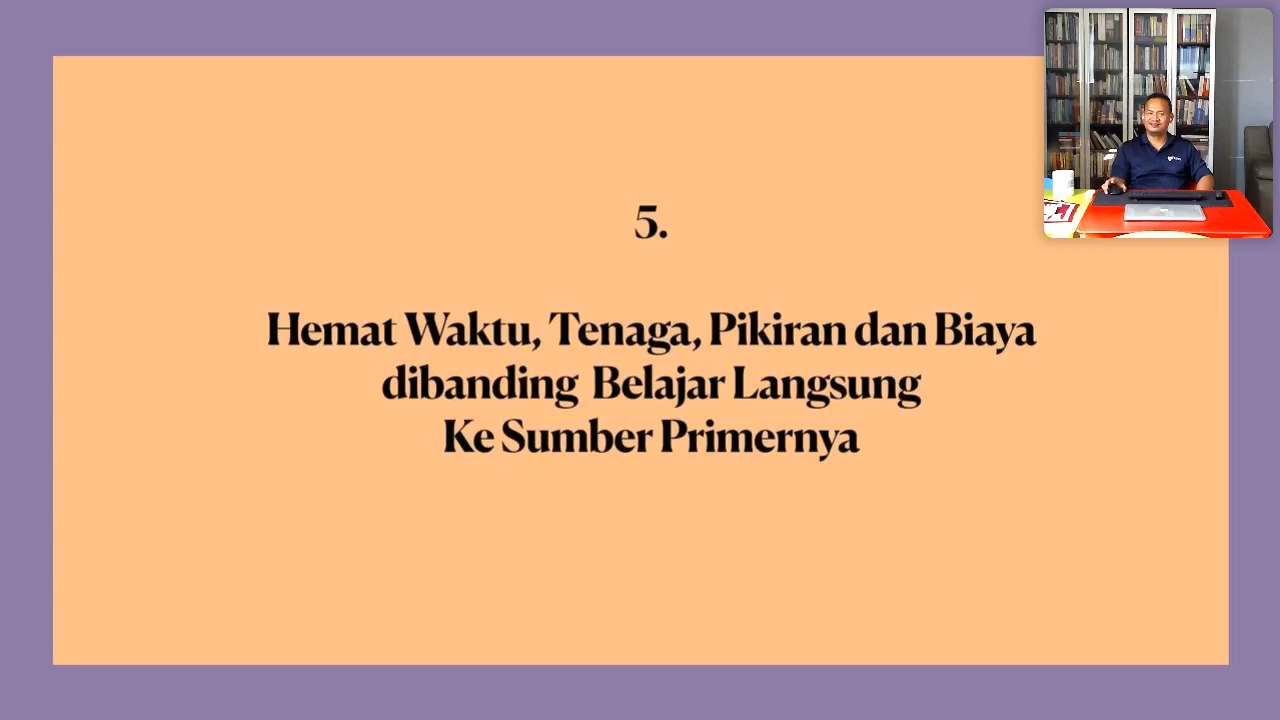 5.
Hemat Waktu, Tenaga, Pikiran dan Biaya
dibanding Belajar Langsung
Ke Sumber Primernya